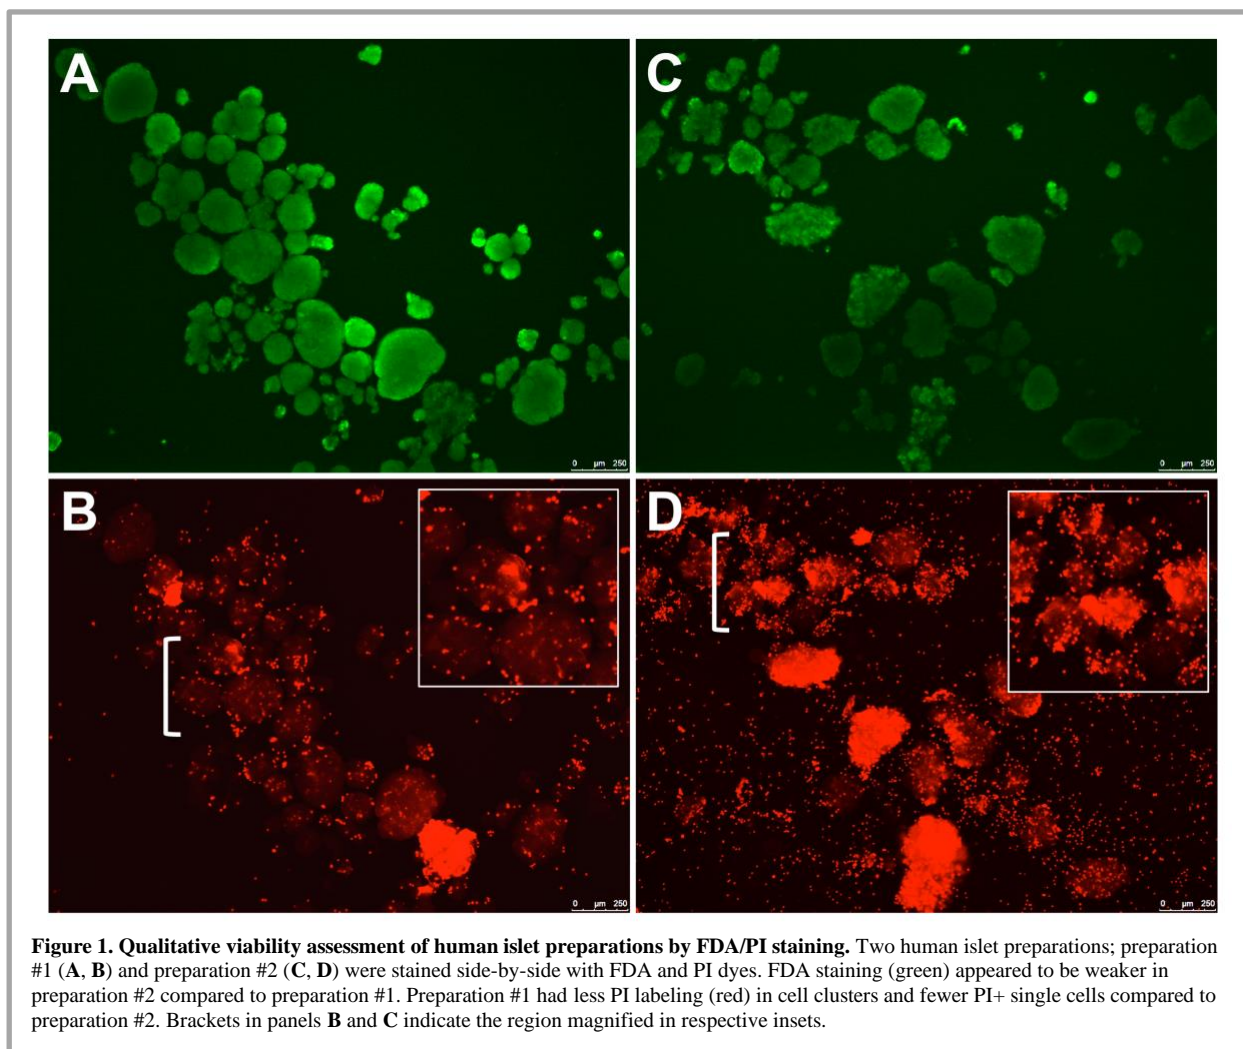 A
C
0 µm 250
0 µm 250
B
D
0 µm 250
0 µm 250
Figure 1. Qualitative viability assessment of human islet preparations by FDA/PI staining. Two human islet preparations; preparation
#1 (A, B) and preparation #2 (C, D) were stained side-by-side with FDA and PI dyes. FDA staining (green) appeared to be weaker in
preparation #2 compared to preparation #1. Preparation #1 had less PI labeling (red) in cell clusters and fewer PI+ single cells compared to
preparation #2. Brackets in panels B and C indicate the region magnified in respective insets.